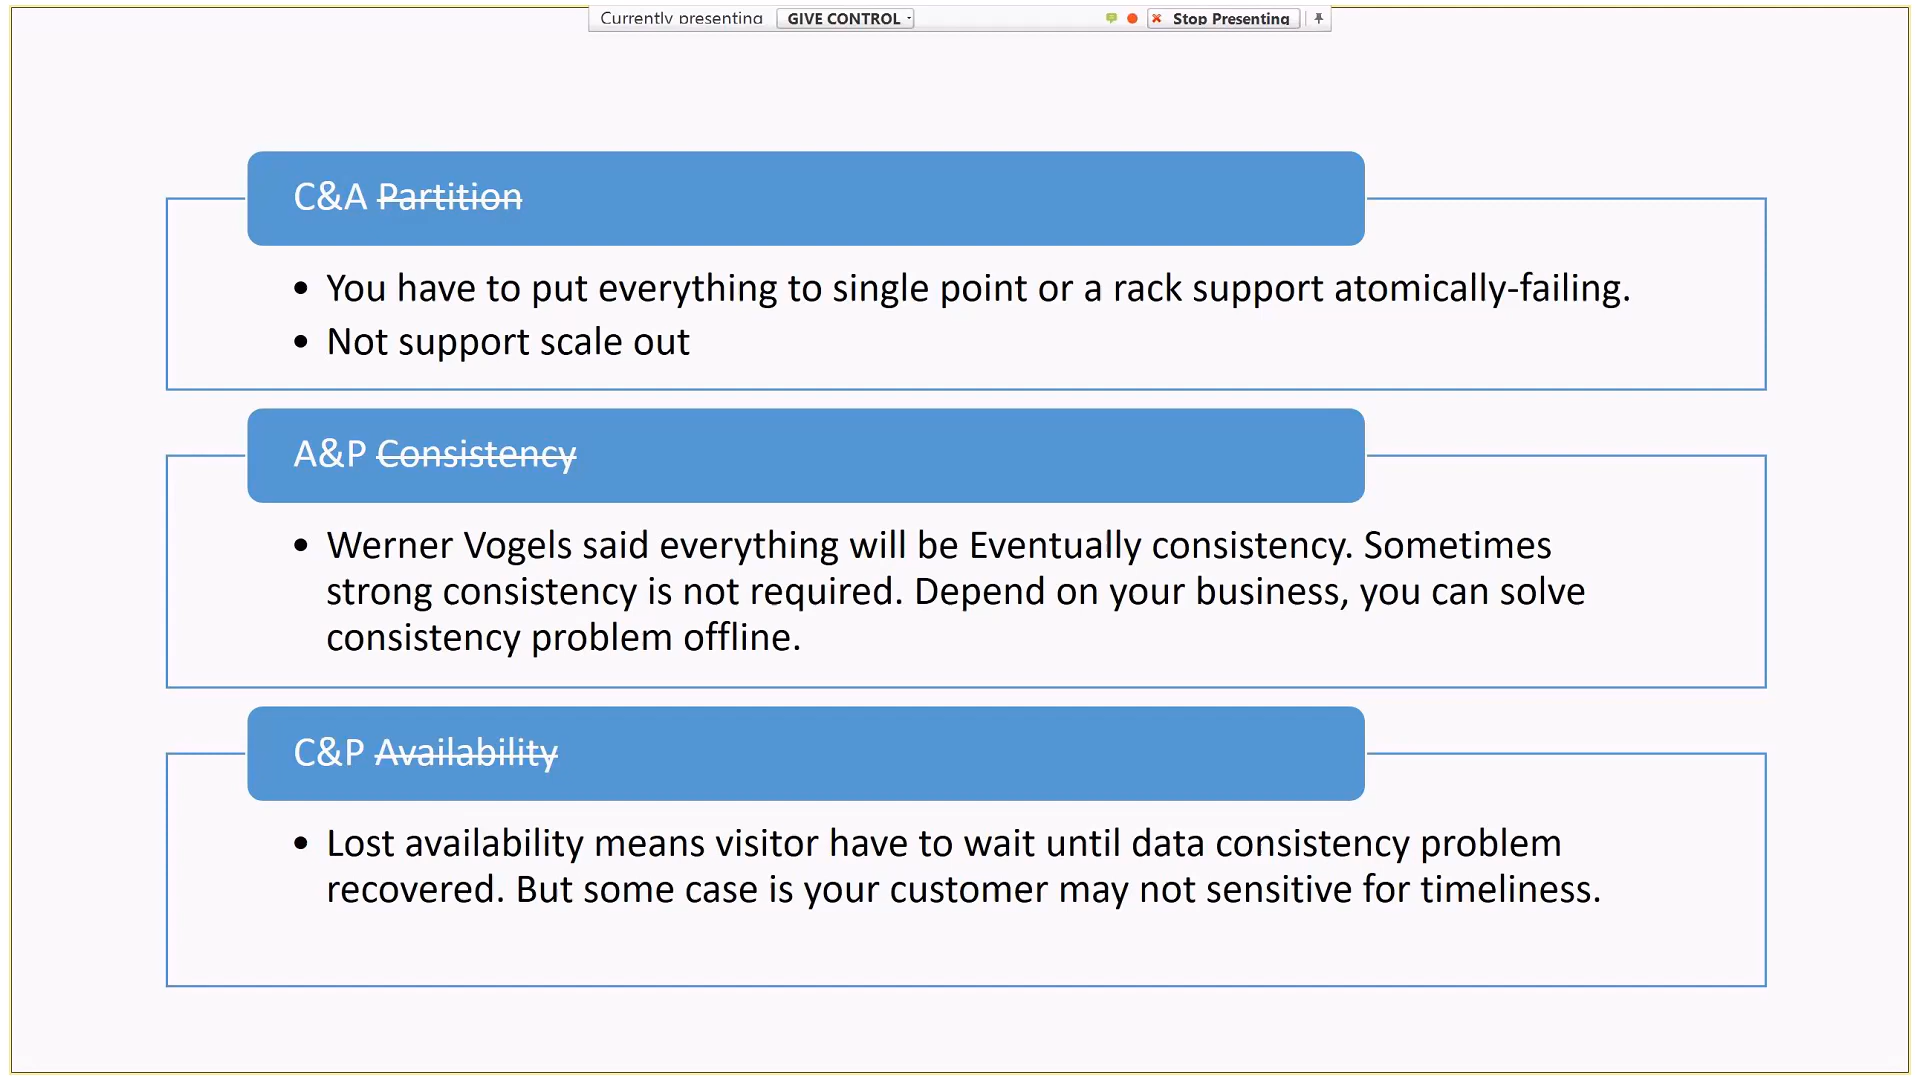 Currently presenting GIVE CONTROL Stop Presenting
C&A Partition
• You have to put everything to single point or a rack support atomically-failing.
• Not support scale out
A&P Consistency
• Werner Vogels said everything will be Eventually consistency. Sometimes
strong consistency is not required. Depend on your business, you can solve
consistency problem offline.
C&P Availability
• Lost availability means visitor have to wait until data consistency problem
recovered. But some case is your customer may not sensitive for timeliness.